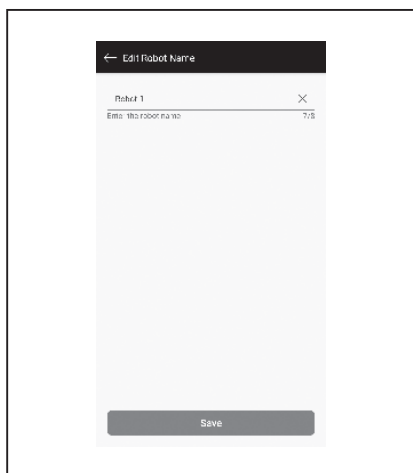 ← Edit Robot Name
Robot 1 ×
Enter the robot name 7/8
Save